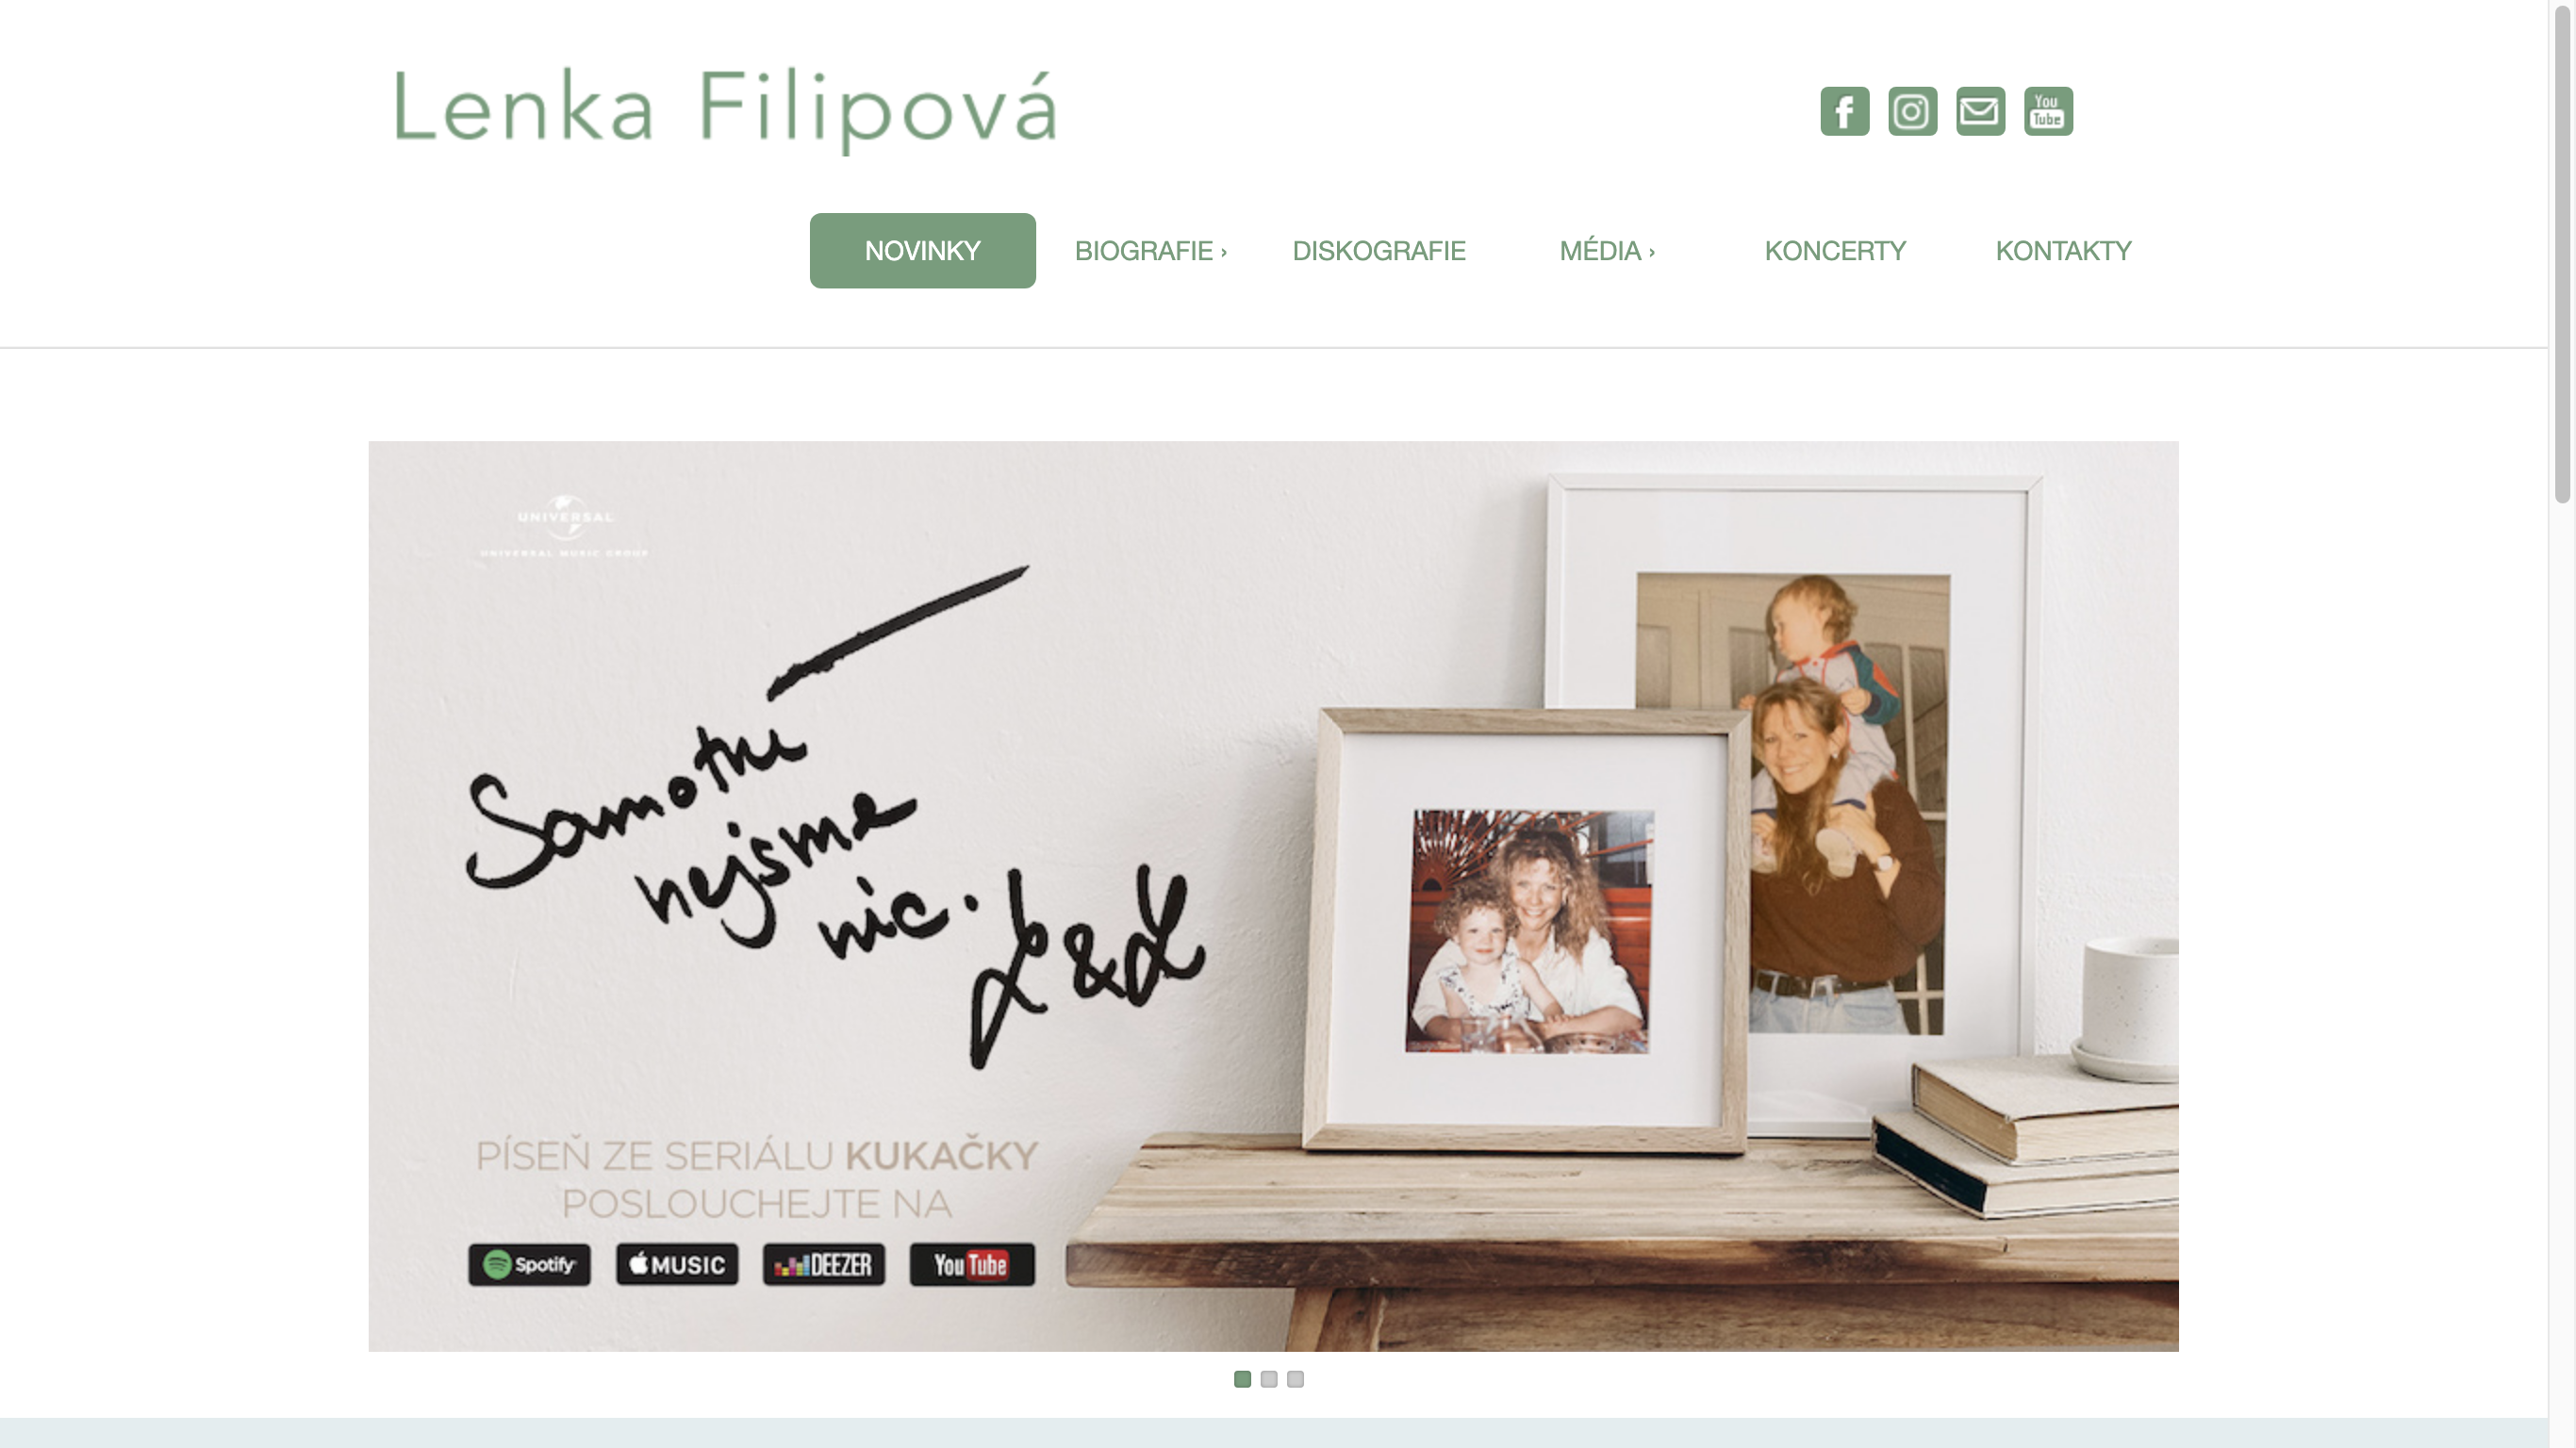 Lenka Filipová
f
You
Tube
NOVINKY
BIOGRAFIE ›
DISKOGRAFIE
MÉDIA ›
KONCERTY
KONTAKTY
UNIVERSAL
UNIVERSAL MUSIC GROUP
Samotní
nejsme
nic.
L&L
PÍSEŇ ZE SERIÁLU KUKAČKY
POSLOUCHEJTE NA
Spotify
MUSIC
DEEZER
YouTube